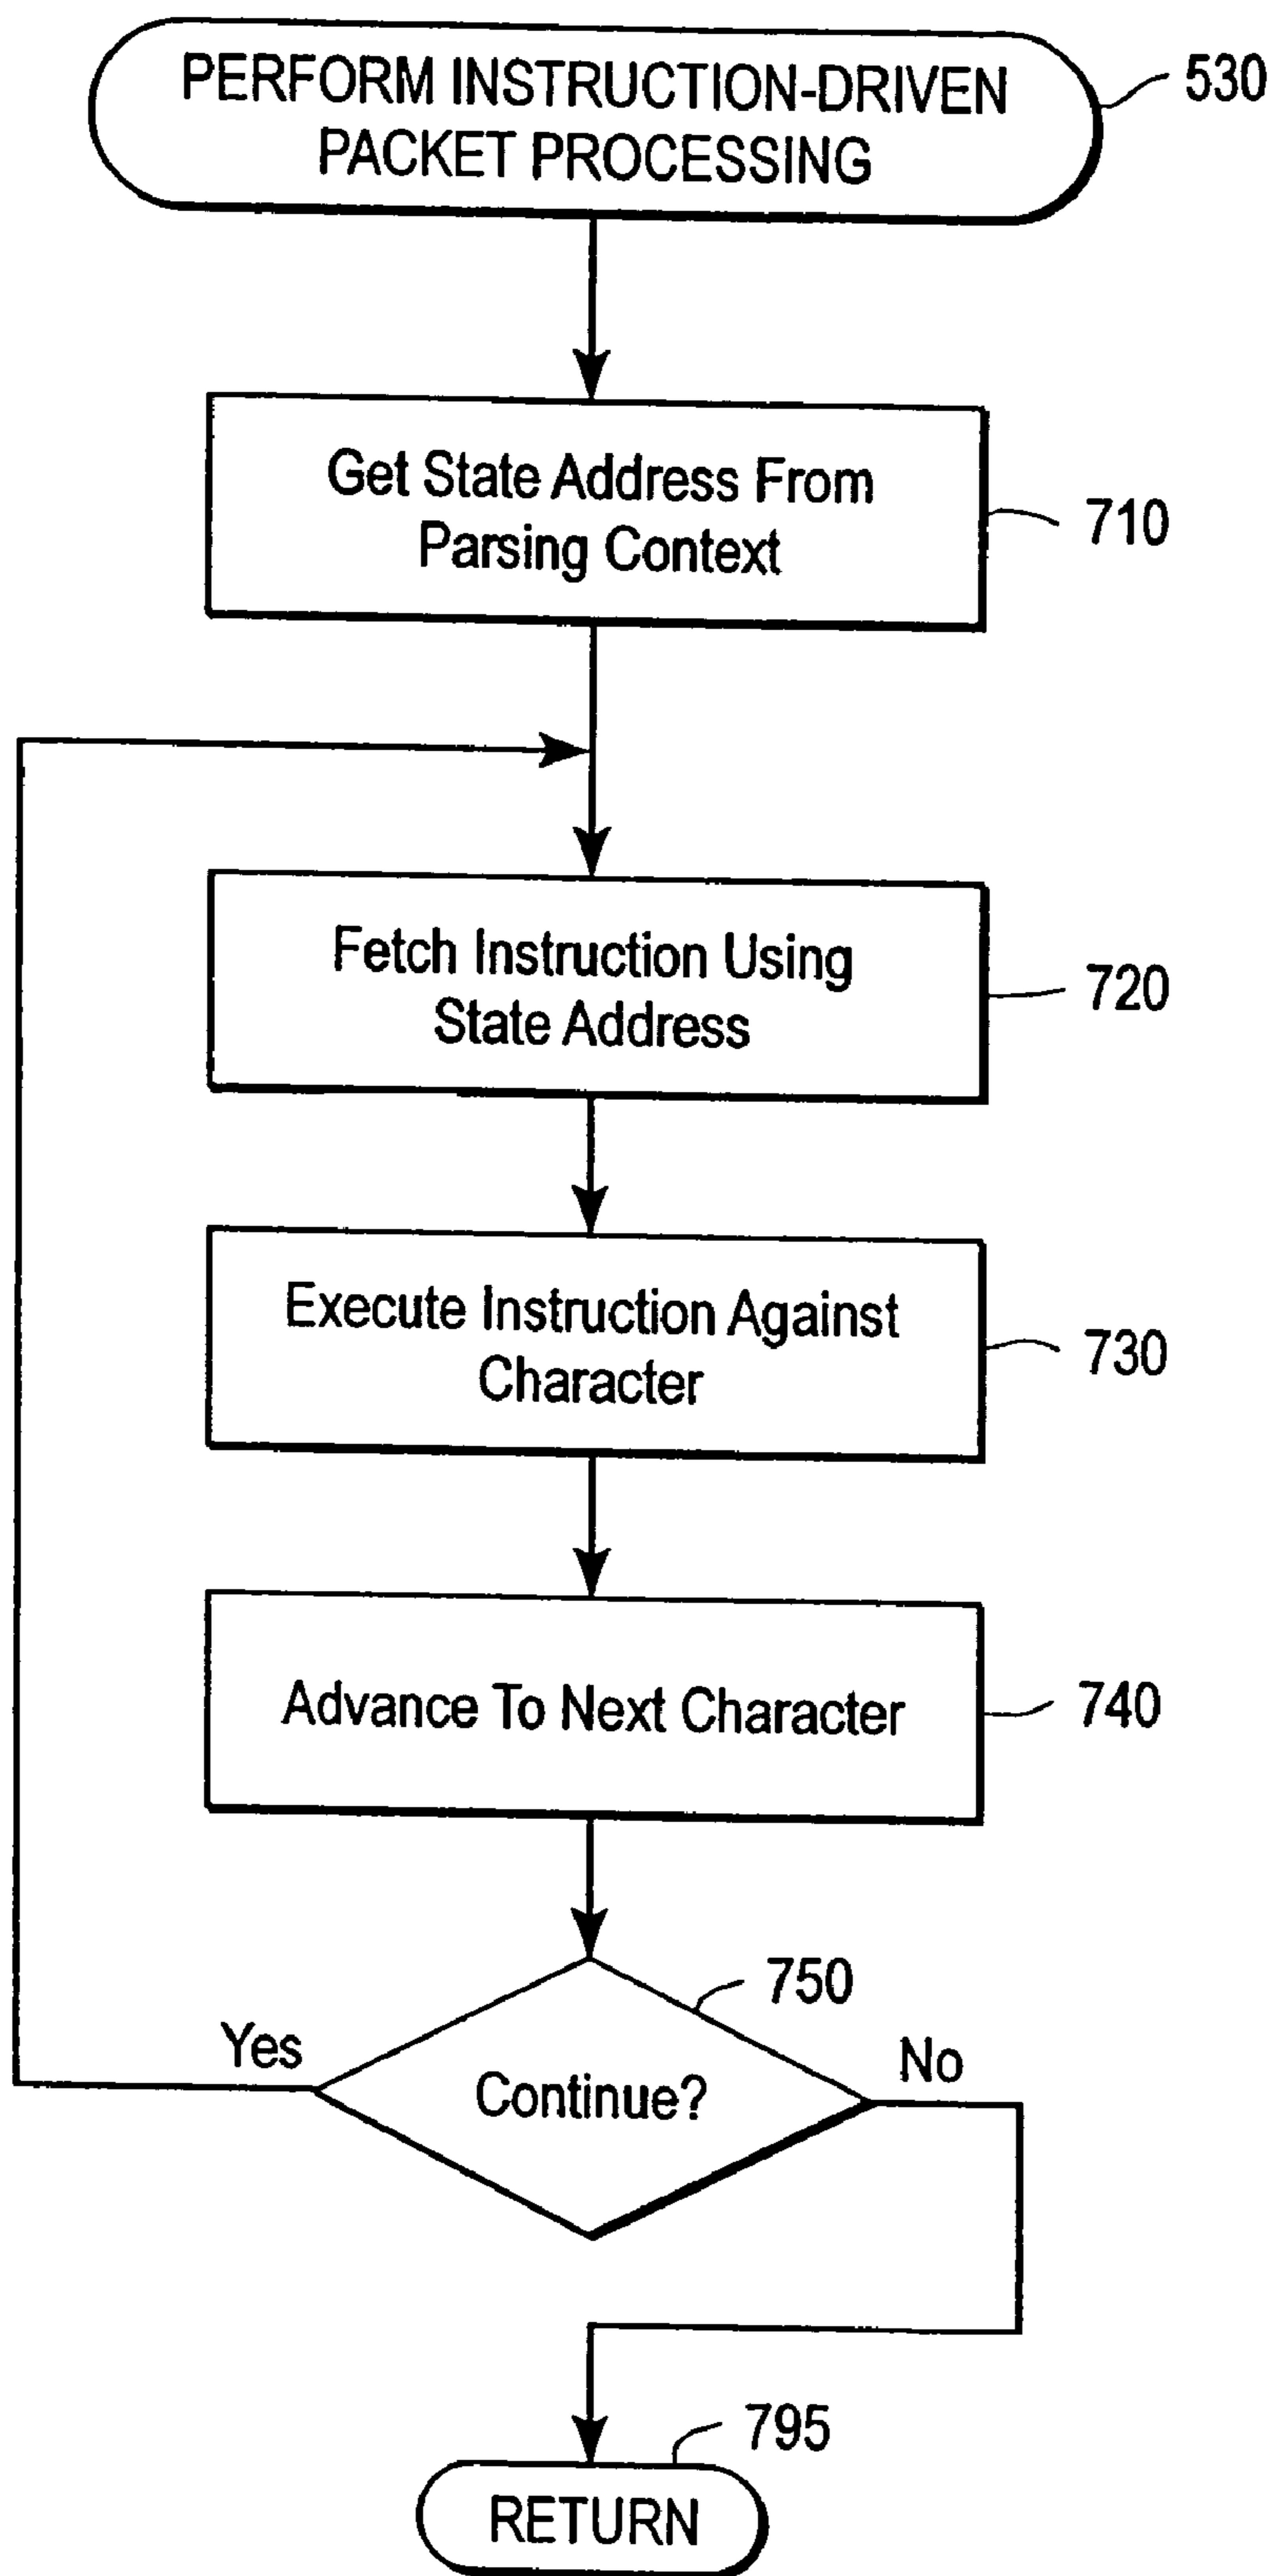 PERFORM INSTRUCTION-DRIVEN
PACKET PROCESSING
530
Get State Address From
Parsing Context
710
Fetch Instruction Using
State Address
720
Execute Instruction Against
Character
730
Advance To Next Character
740
750
Yes
Continue?
No
795
RETURN